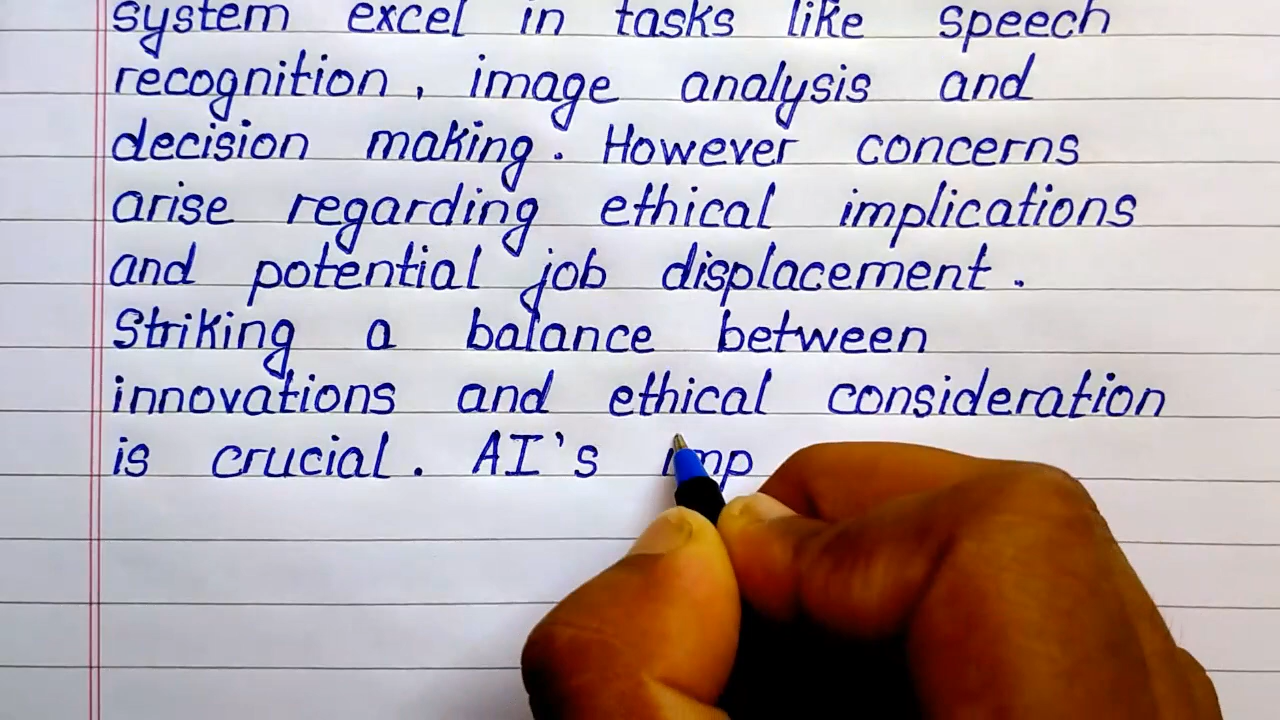 system excel in tasks like speech
recognition, image analysis and
decision making. However concerns
arise regarding ethical implications
and potential job displacement.
Striking a balance between
innovations and ethical consideration
is crucial. AI's imp